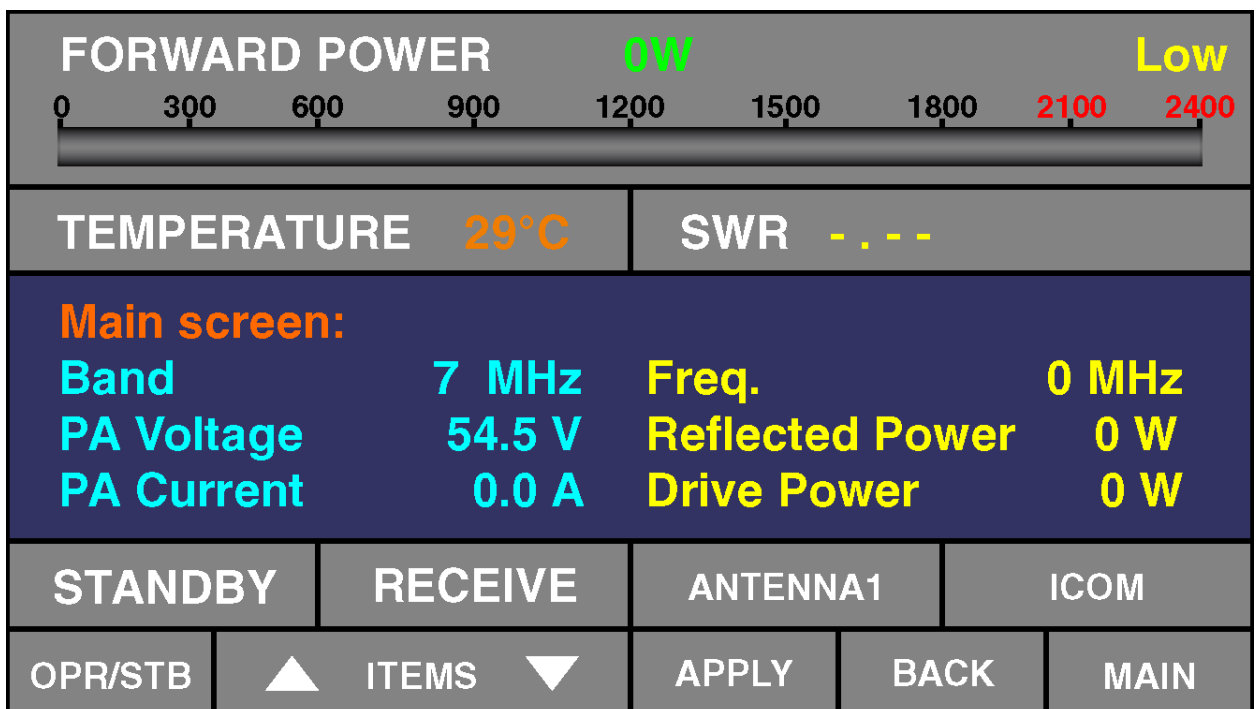 FORWARD POWER 0W Low
0 300 600 900 1200 1500 1800 2100 2400
TEMPERATURE 29°C SWR -.--
Main screen:
Band 7 MHz Freq. 0 MHz
PA Voltage 54.5 V Reflected Power 0 W
PA Current 0.0 A Drive Power 0 W
STANDBY RECEIVE ANTENNA1 ICOM
OPR/STB ▲ ITEMS ▼ APPLY BACK MAIN